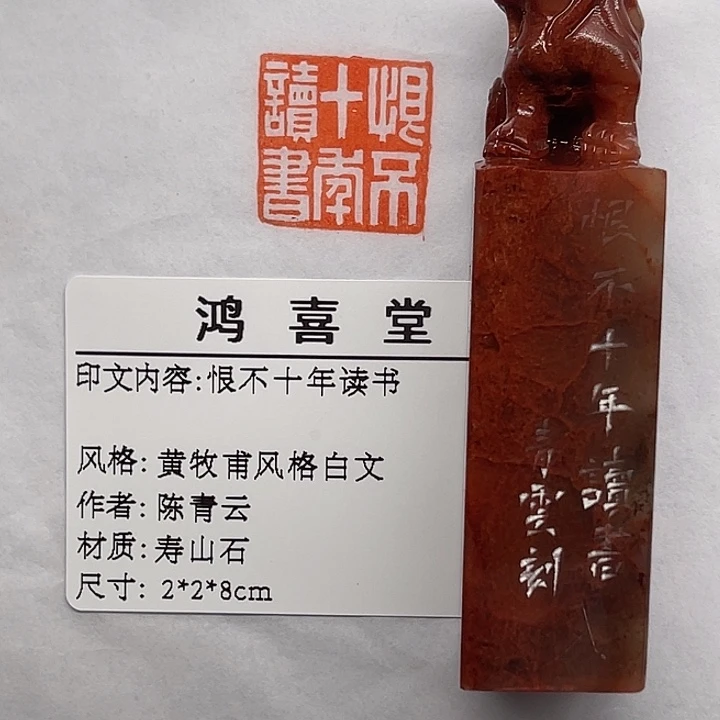 恨不
十年
讀書
鸿喜堂
印文内容:恨不十年读书
风格: 黄牧甫风格白文
作者: 陈青云
材质: 寿山石
尺寸: 2*2*8cm
恨不十年讀書
青雲刻